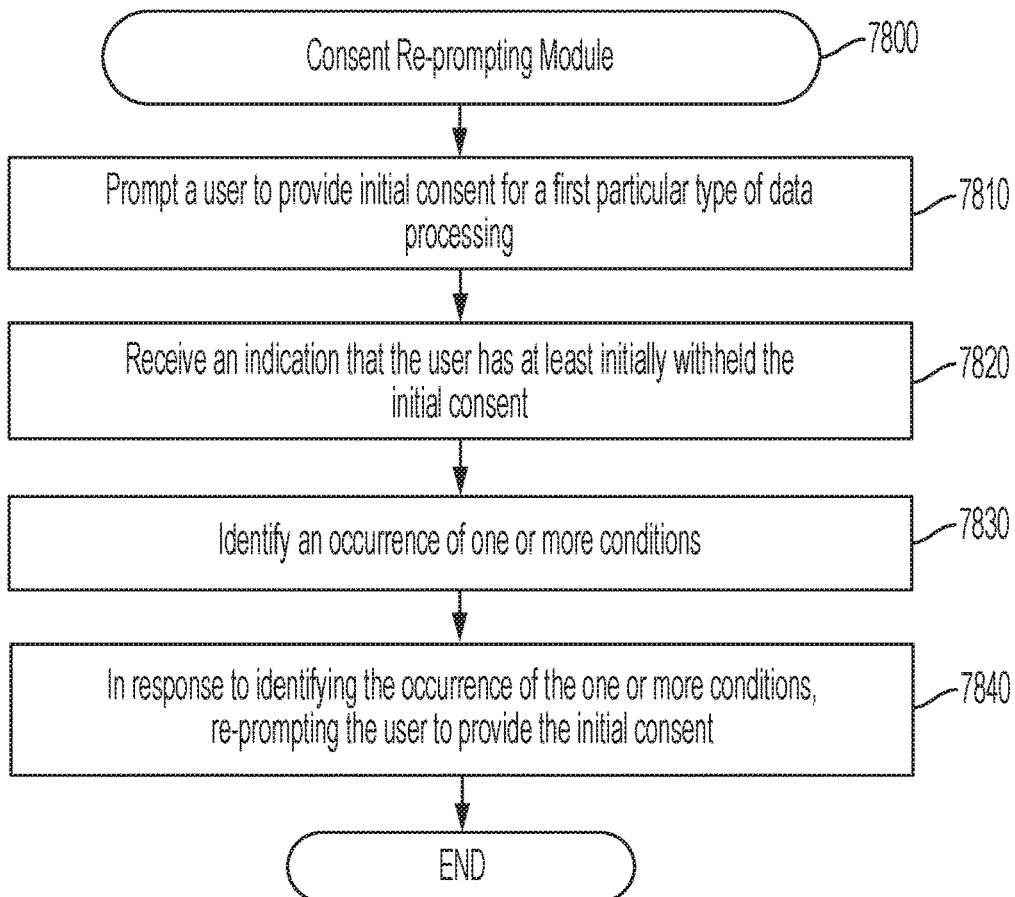 Consent Re-prompting Module
7800
Prompt a user to provide initial consent for a first particular type of data
processing
7810
Receive an indication that the user has at least initially withheld the
initial consent
7820
Identify an occurrence of one or more conditions
7830
In response to identifying the occurrence of the one or more conditions,
re-prompting the user to provide the initial consent
7840
END